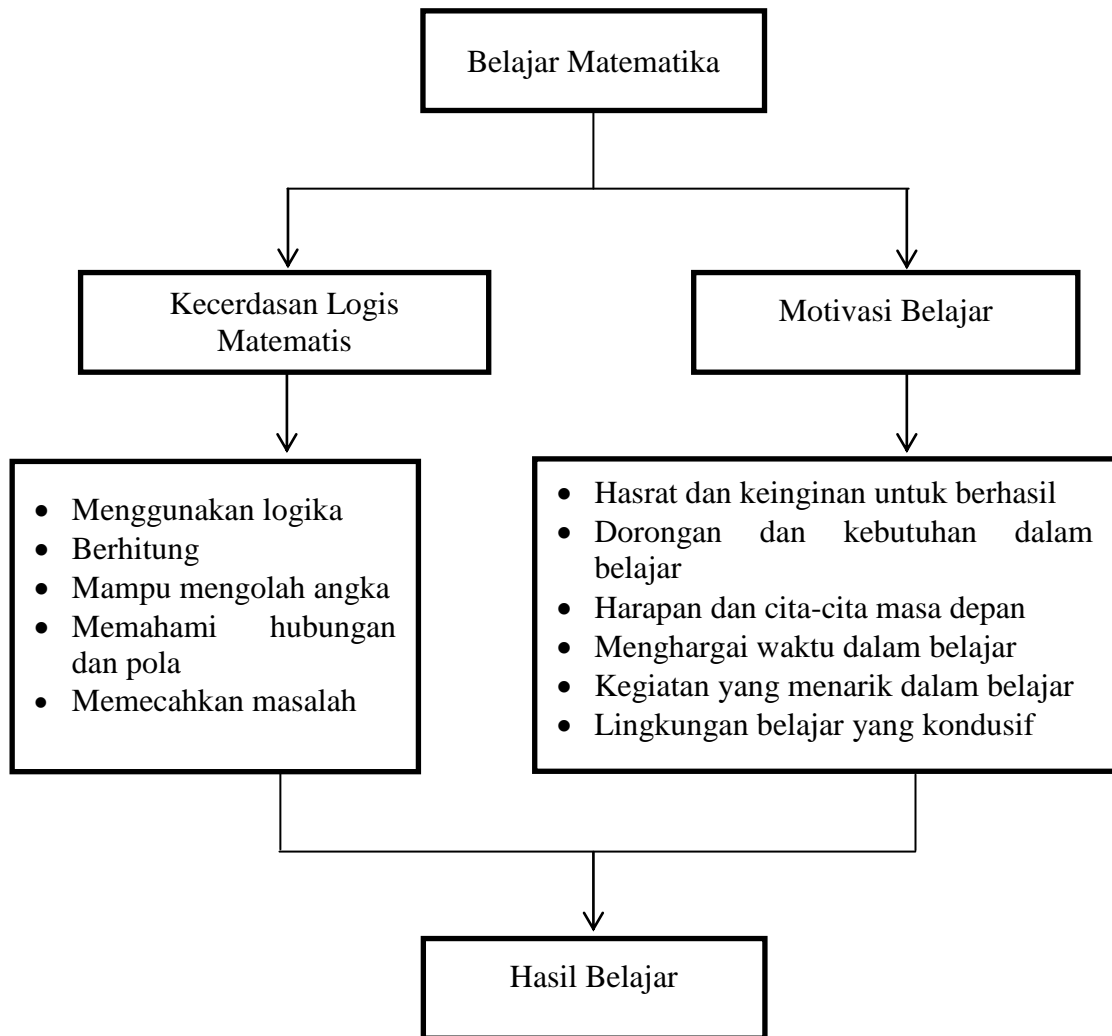 Belajar Matematika
Kecerdasan Logis
Matematis
Motivasi Belajar
• Menggunakan logika
• Berhitung
• Mampu mengolah angka
• Memahami hubungan
dan pola
• Memecahkan masalah
• Hasrat dan keinginan untuk berhasil
• Dorongan dan kebutuhan dalam
belajar
• Harapan dan cita-cita masa depan
• Menghargai waktu dalam belajar
• Kegiatan yang menarik dalam belajar
• Lingkungan belajar yang kondusif
Hasil Belajar